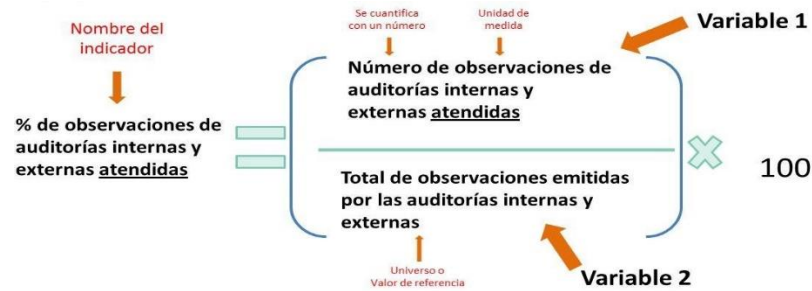 Nombre del
indicador
% de observaciones de
auditorías internas y
externas atendidas
Se cuantifica
con un número
Unidad de
medida
Variable 1
Número de observaciones de
auditorías internas y
externas atendidas
Total de observaciones emitidas
por las auditorías internas y
externas
100
Universo o
Valor de referencia
Variable 2